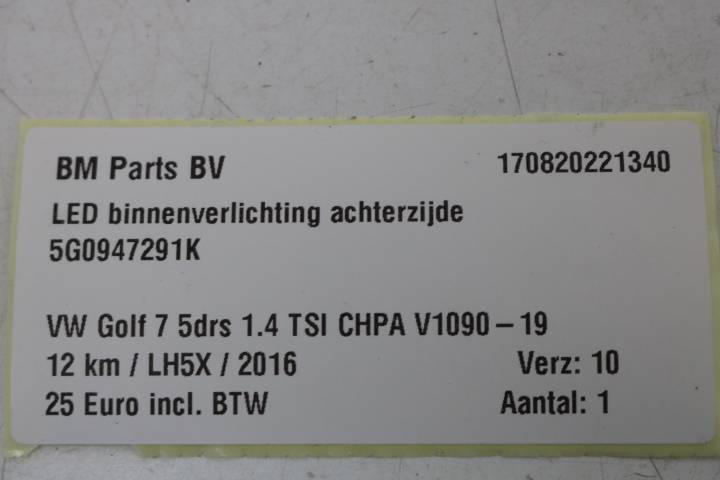 BM Parts BV 170820221340
LED binnenverlichting achterzijde
5G0947291K
VW Golf 7 5drs 1.4 TSI CHPA V1090 – 19
12 km / LH5X / 2016 Verz: 10
25 Euro incl. BTW Aantal: 1